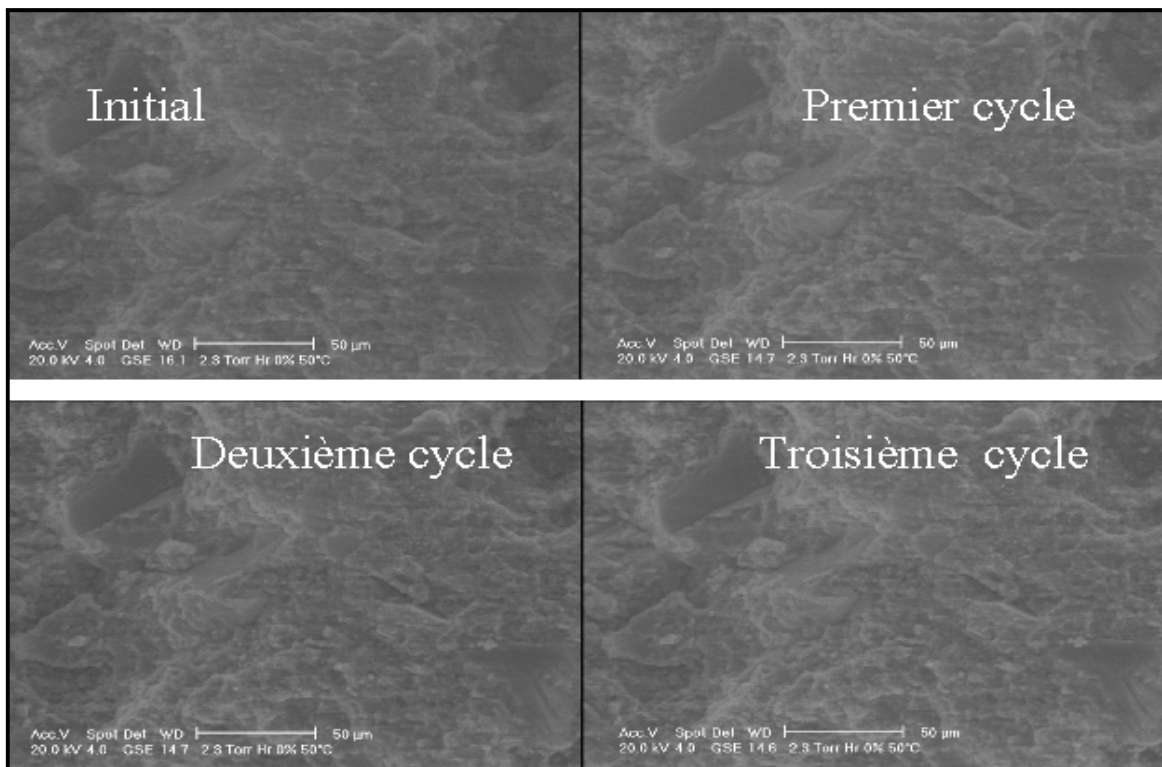 Initial
Acc.V Spot Det WD 50 µm
20.0 kV 4.0 GSE 16.1 2.3 Torr Hr 0% 50°C
Premier cycle
Acc.V Spot Det WD 50 µm
20.0 kV 4.0 GSE 14.7 2.3 Torr Hr 0% 50°C
Deuxième cycle
Acc.V Spot Det WD 50 µm
20.0 kV 4.0 GSE 14.7 2.3 Torr Hr 0% 50°C
Troisième cycle
Acc.V Spot Det WD 50 µm
20.0 kV 4.0 GSE 14.6 2.3 Torr Hr 0% 50°C